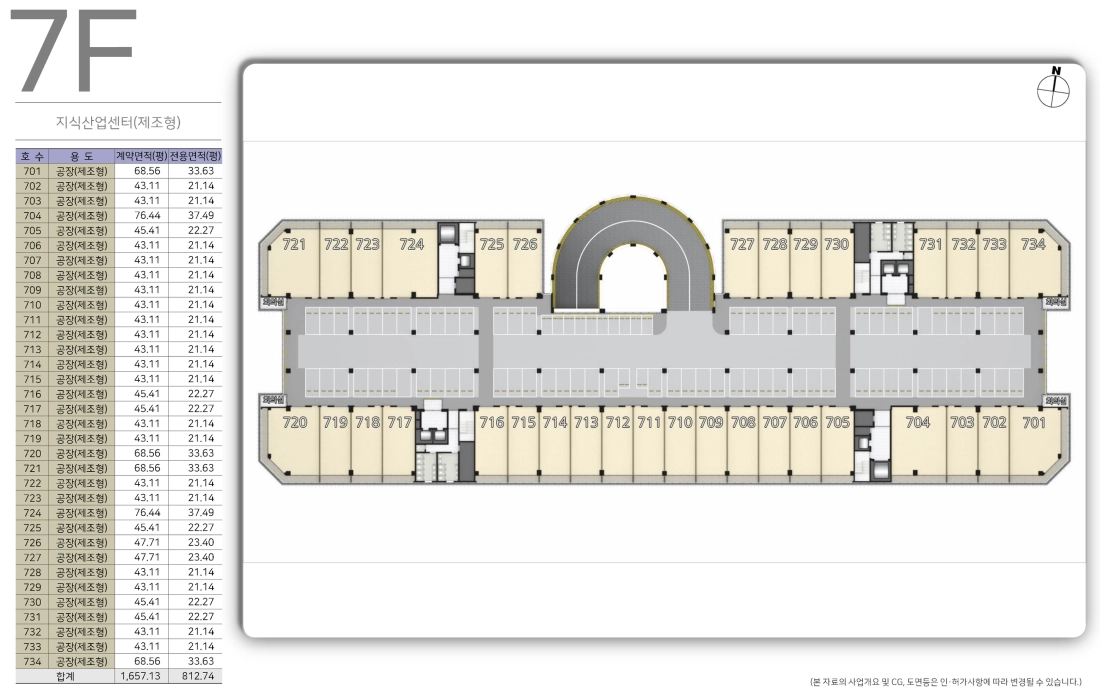 7F
지식산업센터(제조형)
호 수 용 도 계약면적(평) 전용면적(평)
701 공장(제조형) 68.56 33.63
702 공장(제조형) 43.11 21.14
703 공장(제조형) 43.11 21.14
704 공장(제조형) 76.44 37.49
705 공장(제조형) 45.41 22.27
706 공장(제조형) 43.11 21.14
707 공장(제조형) 43.11 21.14
708 공장(제조형) 43.11 21.14
709 공장(제조형) 43.11 21.14
710 공장(제조형) 43.11 21.14
711 공장(제조형) 43.11 21.14
712 공장(제조형) 43.11 21.14
713 공장(제조형) 43.11 21.14
714 공장(제조형) 43.11 21.14
715 공장(제조형) 43.11 21.14
716 공장(제조형) 45.41 22.27
717 공장(제조형) 45.41 22.27
718 공장(제조형) 43.11 21.14
719 공장(제조형) 43.11 21.14
720 공장(제조형) 68.56 33.63
721 공장(제조형) 68.56 33.63
722 공장(제조형) 43.11 21.14
723 공장(제조형) 43.11 21.14
724 공장(제조형) 76.44 37.49
725 공장(제조형) 45.41 22.27
726 공장(제조형) 47.71 23.40
727 공장(제조형) 47.71 23.40
728 공장(제조형) 43.11 21.14
729 공장(제조형) 43.11 21.14
730 공장(제조형) 45.41 22.27
731 공장(제조형) 45.41 22.27
732 공장(제조형) 43.11 21.14
733 공장(제조형) 43.11 21.14
734 공장(제조형) 68.56 33.63
합계 1,657.13 812.74
N
721 722 723 724 725 726 727 728 729 730 731 732 733 734
720 719 718 717 716 715 714 713 712 711 710 709 708 707 706 705 704 703 702 701
(본 자료의 사업개요 및 CG, 도면등은 인·허가사항에 따라 변경될 수 있습니다.)